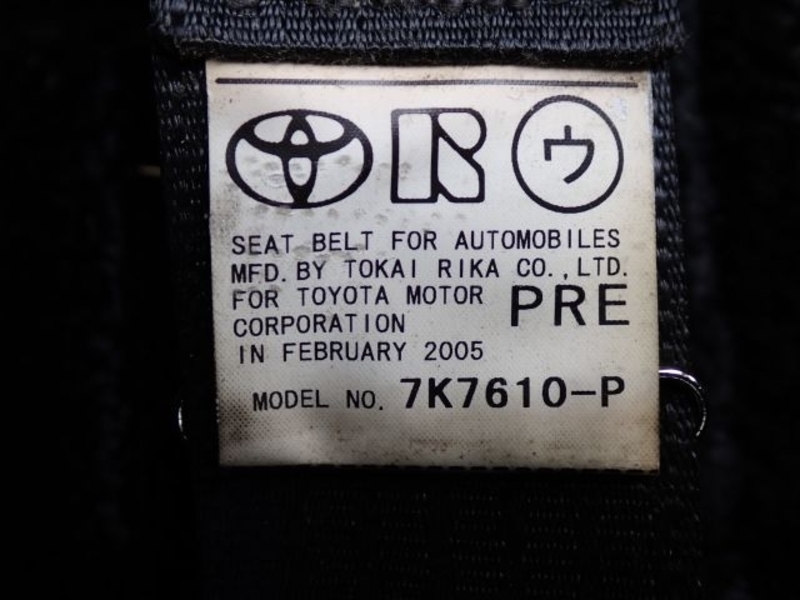 ウ
SEAT BELT FOR AUTOMOBILES
MFD. BY TOKAI RIKA CO.,LTD.
FOR TOYOTA MOTOR PRE
CORPORATION
IN FEBRUARY 2005
MODEL NO. 7K7610-P